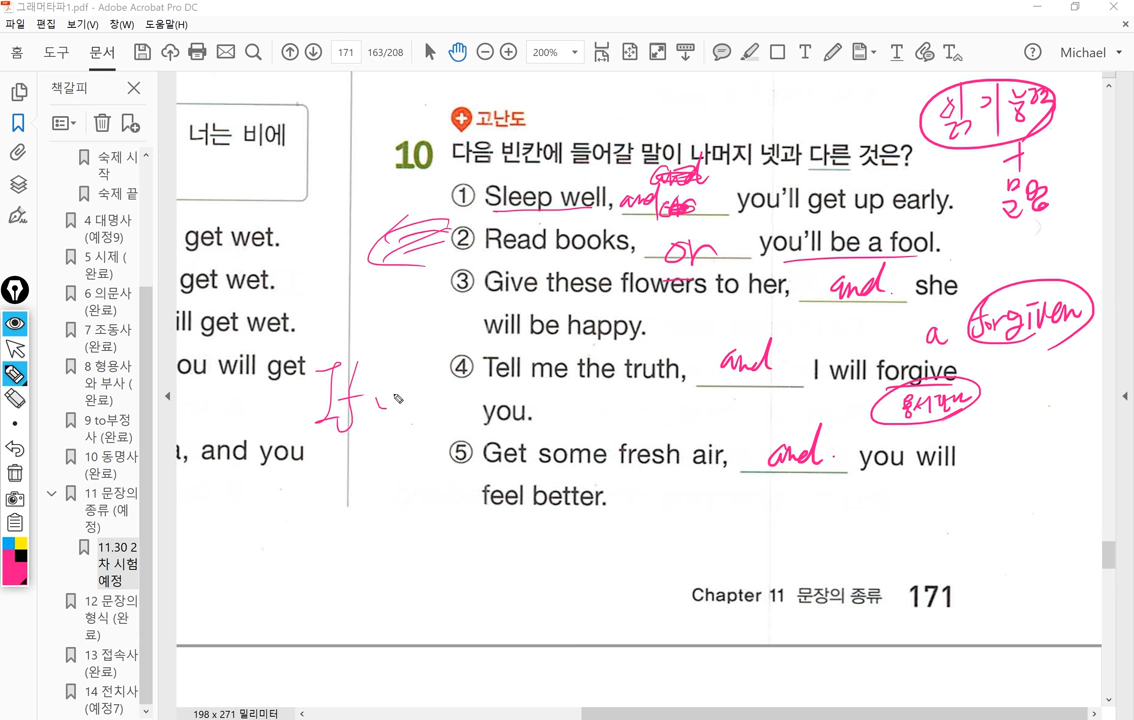 그래머타파1.pdf - Adobe Acrobat Pro DC
파일 편집 보기(V) 창(W) 도움말(H)
홈 도구 문서 171 163/208 200% Michael
책갈피
숙제 시작
숙제 끝
4 대명사 (예정9)
5 시제 (완료)
6 의문사 (완료)
7 조동사 (완료)
8 형용사와 부사 (완료)
9 to부정사 (완료)
10 동명사 (완료)
11 문장의 종류 (예정)
11.30 2차 시험 예정
12 문장의 형식 (완료)
13 접속사 (완료)
14 전치사 (예정7)
너는 비에
get wet.
get wet.
ill get wet.
ou will get
, and you
If
고난도
10 다음 빈칸에 들어갈 말이 나머지 넷과 다른 것은?
① Sleep well, and you'll get up early.
② Read books, or you'll be a fool.
③ Give these flowers to her, and she
will be happy.
④ Tell me the truth, and I will forgive
you.
⑤ Get some fresh air, and you will
feel better.
읽기능력
+
문맹
a forgiven
용서하다
Chapter 11 문장의 종류 171
198 x 271 밀리미터